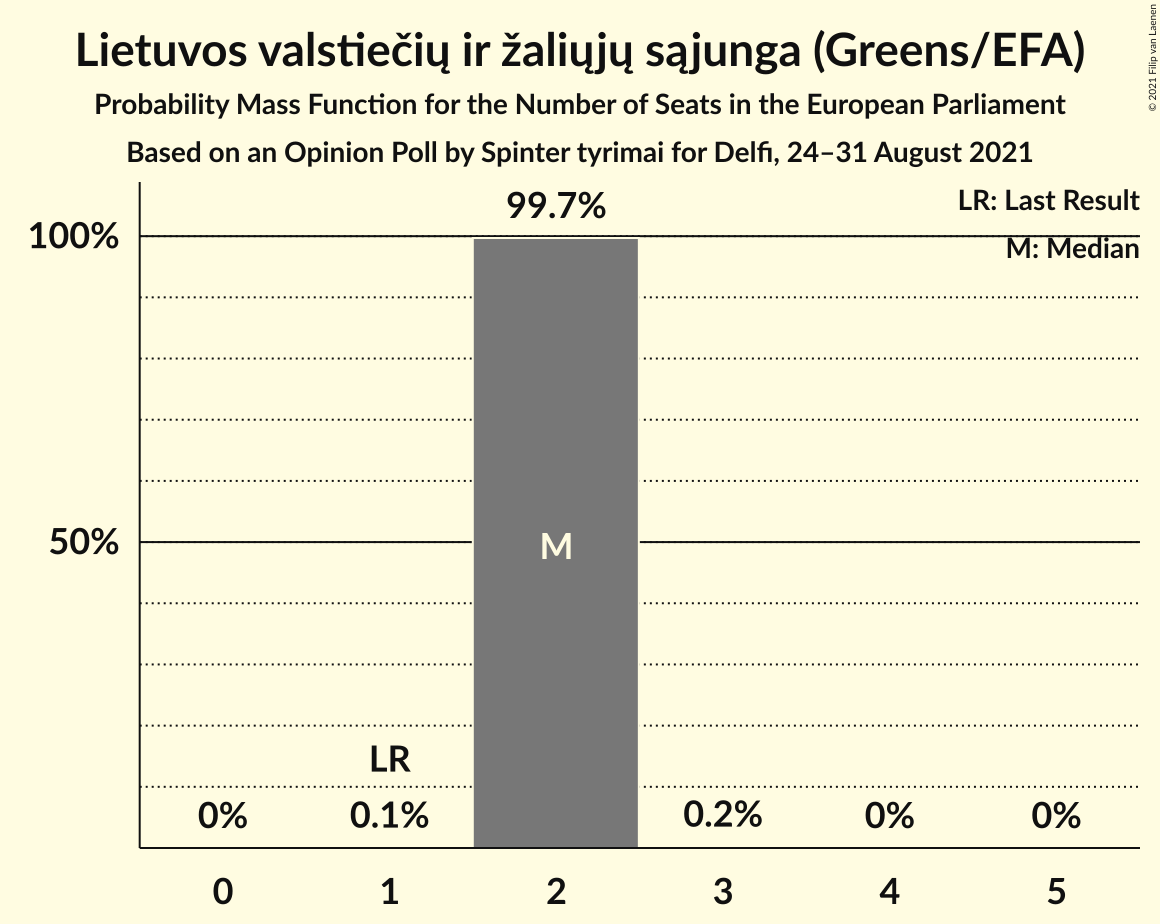 Lietuvos valstiečių ir žaliųjų sąjunga (Greens/EFA)
Probability Mass Function for the Number of Seats in the European Parliament
Based on an Opinion Poll by Spinter tyrimai for Delfi, 24–31 August 2021
© 2021 Filip van Laenen
LR: Last Result
M: Median
99.7%
100%
50%
M
LR
0% 0.1% 0.2% 0% 0%
0 1 2 3 4 5